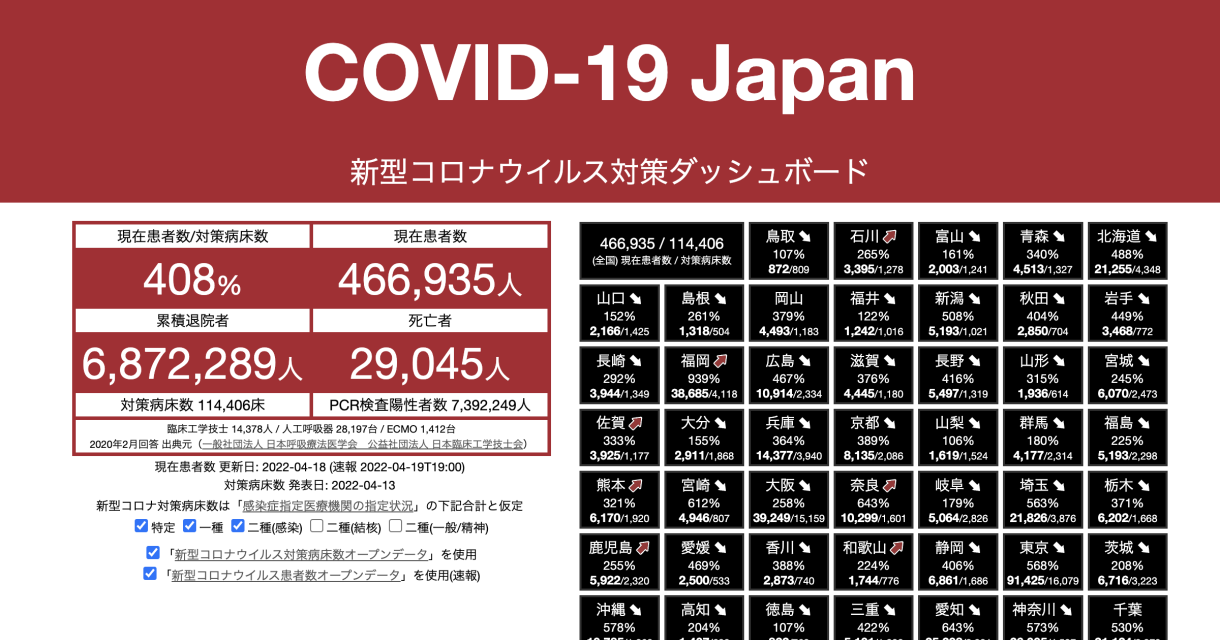 COVID-19 Japan
新型コロナウイルス対策ダッシュボード
現在患者数/対策病床数
現在患者数
408%
466,935人
累積退院者
死亡者
6,872,289人
29,045人
対策病床数 114,406床
PCR検査陽性者数 7,392,249人
臨床工学技士 14,378人 / 人工呼吸器 28,197台 / ECMO 1,412台
2020年2月回答 出典元（一般社団法人 日本呼吸療法医学会　公益社団法人 日本臨床工学技士会）
現在患者数 更新日: 2022-04-18 (速報 2022-04-19T19:00)
対策病床数 発表日: 2022-04-13
新型コロナ対策病床数は「感染症指定医療機関の指定状況」の下記合計と仮定
特定 一種 二種(感染) 二種(結核) 二種(一般/精神)
「新型コロナウイルス対策病床数オープンデータ」を使用
「新型コロナウイルス患者数オープンデータ」を使用(速報)
466,935 / 114,406
(全国) 現在患者数 / 対策病床数
鳥取
107%
872/809
石川
265%
3,395/1,278
富山
161%
2,003/1,241
青森
340%
4,513/1,327
北海道
488%
21,255/4,348
山口
152%
2,166/1,425
島根
261%
1,318/504
岡山
379%
4,493/1,183
福井
122%
1,242/1,016
新潟
508%
5,193/1,021
秋田
404%
2,850/704
岩手
449%
3,468/772
長崎
292%
3,944/1,349
福岡
939%
38,685/4,118
広島
467%
10,914/2,334
滋賀
376%
4,445/1,180
長野
416%
5,497/1,319
山形
315%
1,936/614
宮城
245%
6,070/2,473
佐賀
333%
3,925/1,177
大分
155%
2,911/1,868
兵庫
364%
14,377/3,940
京都
389%
8,135/2,086
山梨
106%
1,619/1,524
群馬
180%
4,177/2,314
福島
225%
5,193/2,298
熊本
321%
6,170/1,920
宮崎
612%
4,946/807
大阪
258%
39,249/15,159
奈良
643%
10,299/1,601
岐阜
179%
5,064/2,826
埼玉
563%
21,826/3,876
栃木
371%
6,202/1,668
鹿児島
255%
5,922/2,320
愛媛
469%
2,500/533
香川
388%
2,873/740
和歌山
224%
1,744/776
静岡
406%
6,861/1,686
東京
568%
91,425/16,079
茨城
208%
6,716/3,223
沖縄
578%
高知
204%
徳島
107%
三重
422%
愛知
643%
神奈川
573%
千葉
530%